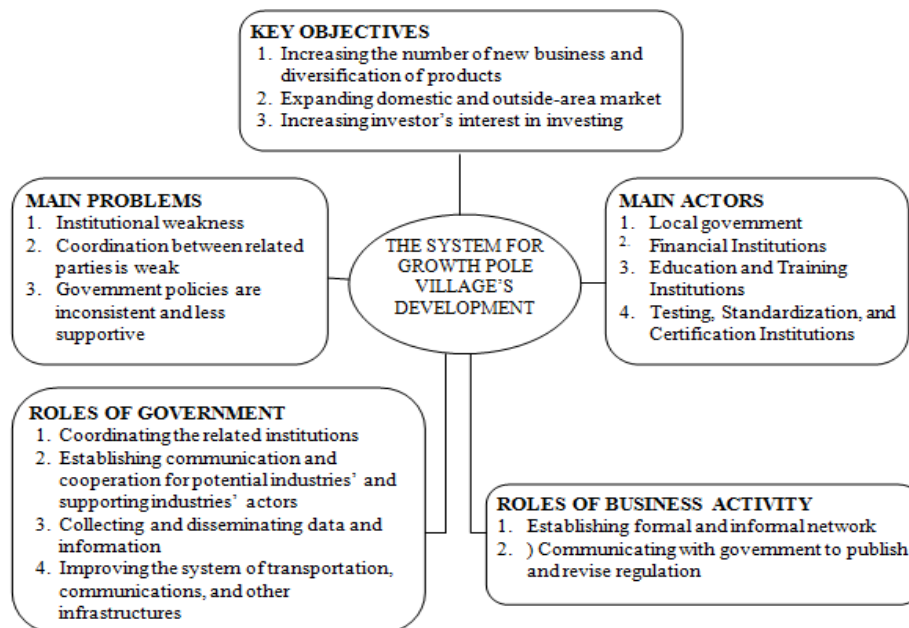 KEY OBJECTIVES
1. Increasing the number of new business and
diversification of products
2. Expanding domestic and outside-area market
3. Increasing investor's interest in investing
MAIN PROBLEMS
1. Institutional weakness
2. Coordination between related
parties is weak
3. Government policies are
inconsistent and less
supportive
THE SYSTEM FOR
GROWTH POLE
VILLAGE'S
DEVELOPMENT
MAIN ACTORS
1. Local government
2. Financial Institutions
3. Education and Training
Institutions
4. Testing, Standardization, and
Certification Institutions
ROLES OF GOVERNMENT
1. Coordinating the related institutions
2. Establishing communication and
cooperation for potential industries' and
supporting industries' actors
3. Collecting and disseminating data and
information
4. Improving the system of transportation,
communications, and other
infrastructures
ROLES OF BUSINESS ACTIVITY
1. Establishing formal and informal network
2. ) Communicating with government to publish
and revise regulation